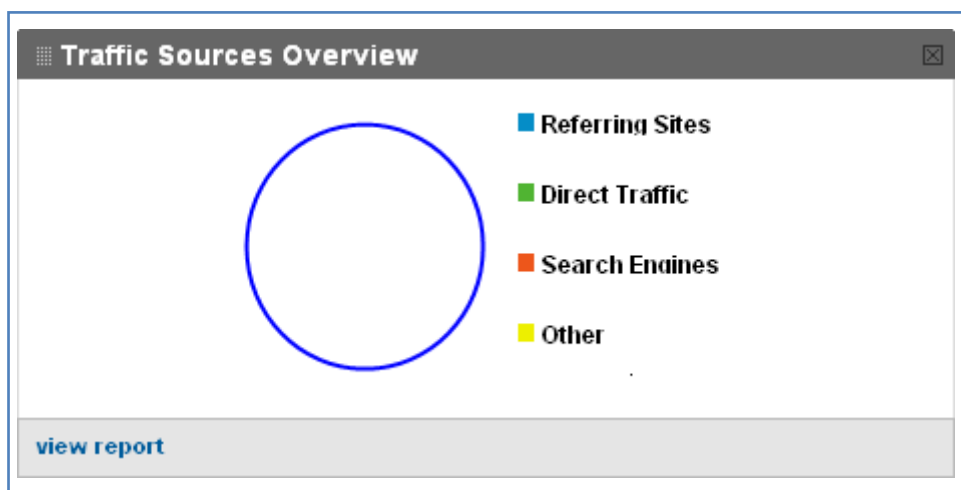 Traffic Sources Overview
Referring Sites
Direct Traffic
Search Engines
Other
.
view report